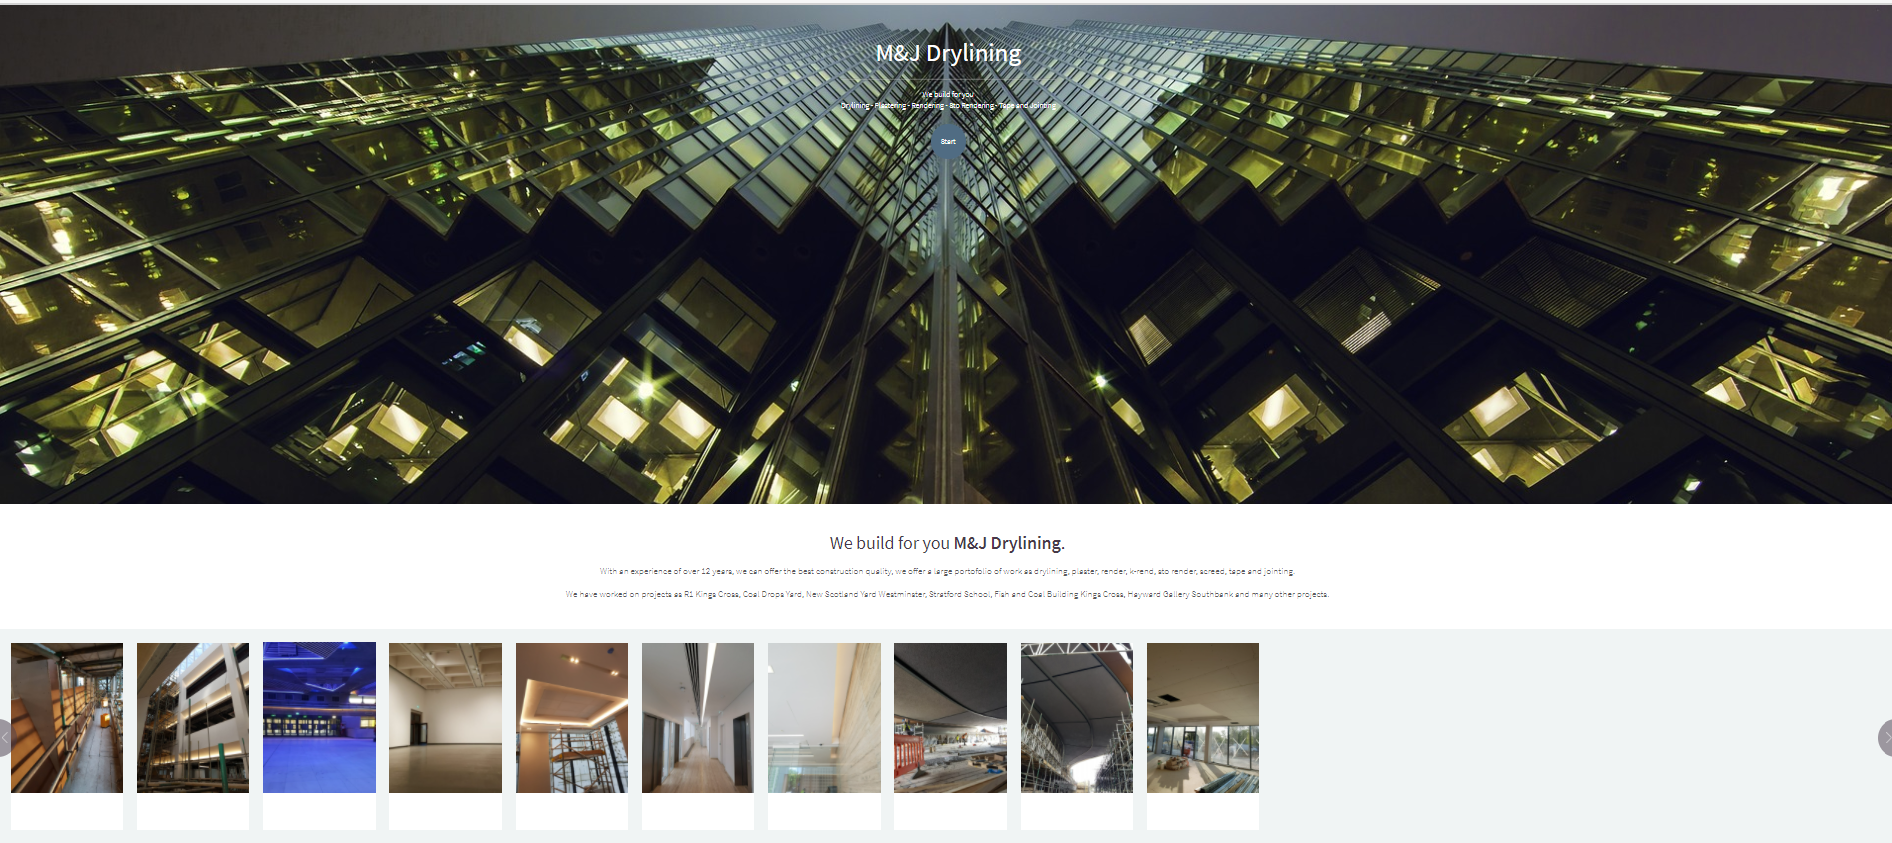 M&J Drylining
We build for you
Drylining - Plastering - Rendering - Sto Rendering - Tape and Jointing
Start
We build for you M&J Drylining.
With an experience of over 12 years, we can offer the best construction quality, we offer a large portofolio of work as drylining, plaster, render, k-rend, sto render, screed, tape and jointing.
We have worked on projects as R1 Kings Cross, Coal Drops Yard, New Scotland Yard Westminster, Stratford School, Fish and Coal Building Kings Cross, Hayward Gallery Southbank and many other projects.